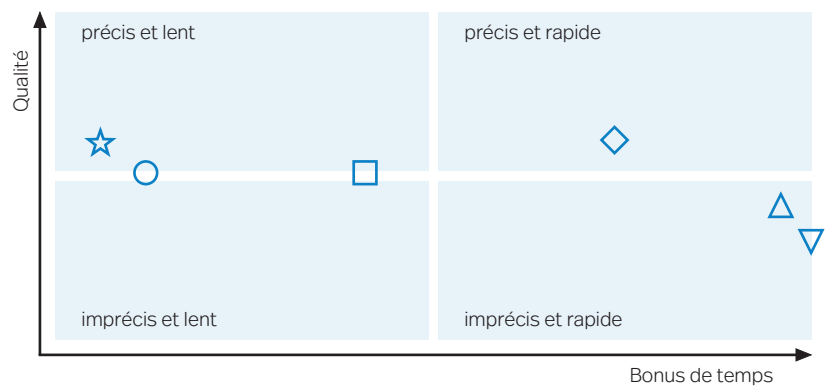 précis et lent
précis et rapide
Qualité
imprécis et lent
imprécis et rapide
Bonus de temps